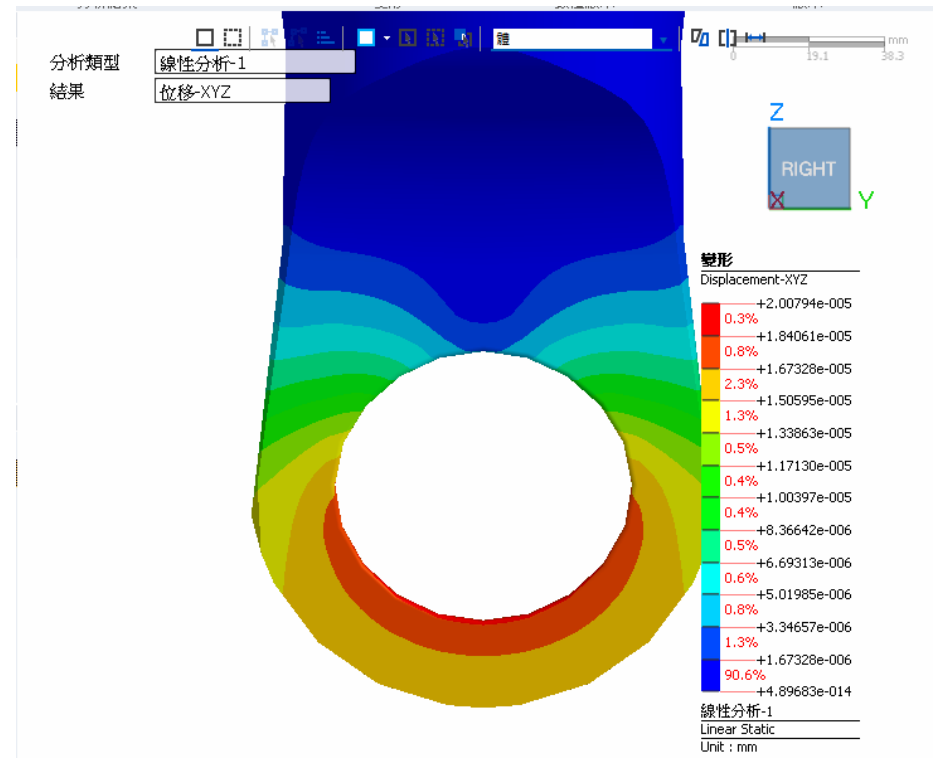 體
mm
0 19.1 38.3
分析類型 線性分析-1
結果 位移-XYZ
Z
RIGHT
X Y
變形
Displacement-XYZ
+2.00794e-005
0.3%
+1.84061e-005
0.8%
+1.67328e-005
2.3%
+1.50595e-005
1.3%
+1.33863e-005
0.5%
+1.17130e-005
0.4%
+1.00397e-005
0.4%
+8.36642e-006
0.5%
+6.69313e-006
0.6%
+5.01985e-006
0.8%
+3.34657e-006
1.3%
+1.67328e-006
90.6%
+4.89683e-014
線性分析-1
Linear Static
Unit : mm